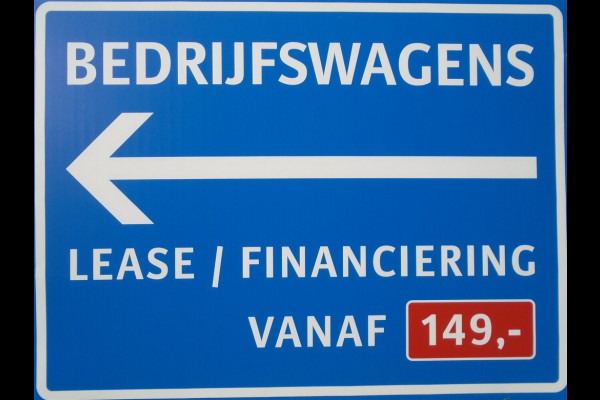 BEDRIJFSWAGENS
LEASE / FINANCIERING
VANAF 149,-